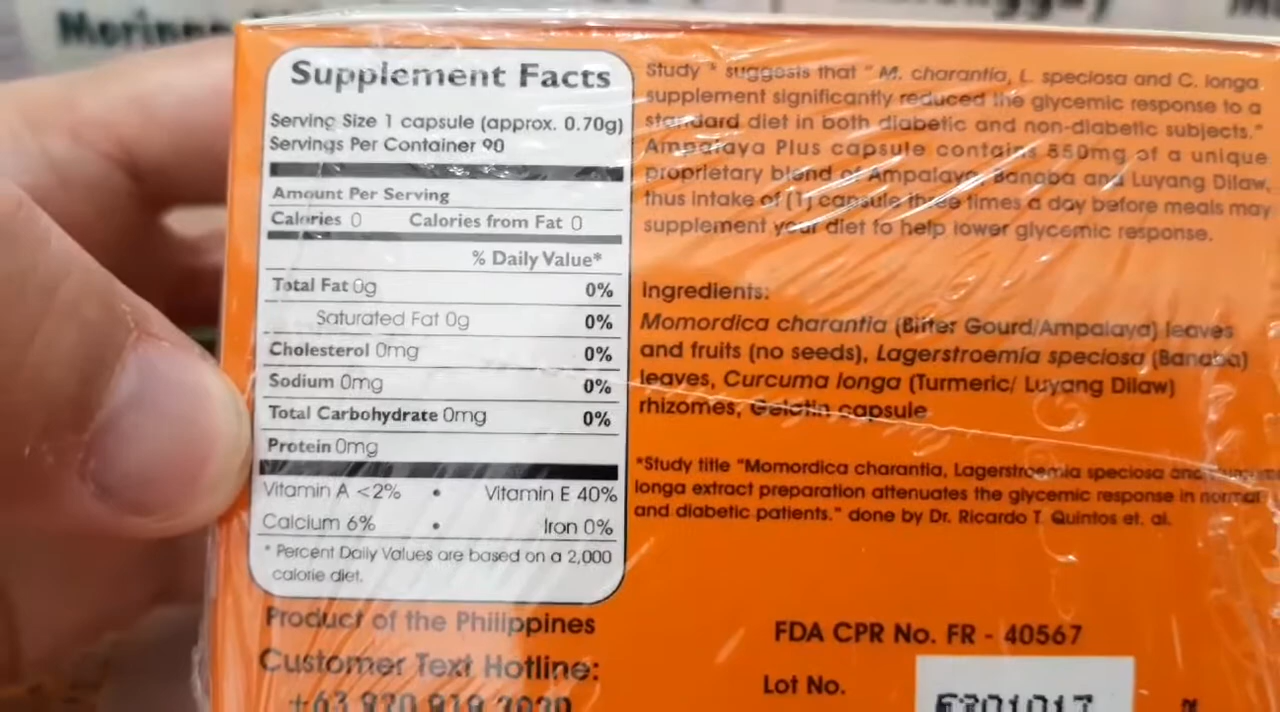 Supplement Facts
Serving Size 1 capsule (approx. 0.70g)
Servings Per Container 90
Amount Per Serving
Calories 0 Calories from Fat 0
% Daily Value*
Total Fat 0g 0%
Saturated Fat 0g 0%
Cholesterol 0mg 0%
Sodium 0mg 0%
Total Carbohydrate 0mg 0%
Protein 0mg
Vitamin A <2% • Vitamin E 40%
Calcium 6% • Iron 0%
* Percent Daily Values are based on a 2,000
calorie diet.
Product of the Philippines
Customer Text Hotline:
Study * suggests that " M. charantia, L. speciosa and C. longa
supplement significantly reduced the glycemic response to a
standard diet in both diabetic and non-diabetic subjects."
Ampalaya Plus capsule contains 550mg of a unique
proprietary blend of Ampalaya, Banaba and Luyang Dilaw,
thus intake of (1) capsule three times a day before meals may
supplement your diet to help lower glycemic response.
Ingredients:
Momordica charantia (Bitter Gourd/Ampalaya) leaves
and fruits (no seeds), Lagerstroemia speciosa (Banaba)
leaves, Curcuma longa (Turmeric/ Luyang Dilaw)
rhizomes, Gelatin capsule
*Study title "Momordica charantia, Lagerstroemia speciosa and
longa extract preparation attenuates the glycemic response in normal
and diabetic patients." done by Dr. Ricardo T. Quintos et. al.
FDA CPR No. FR - 40567
Lot No.